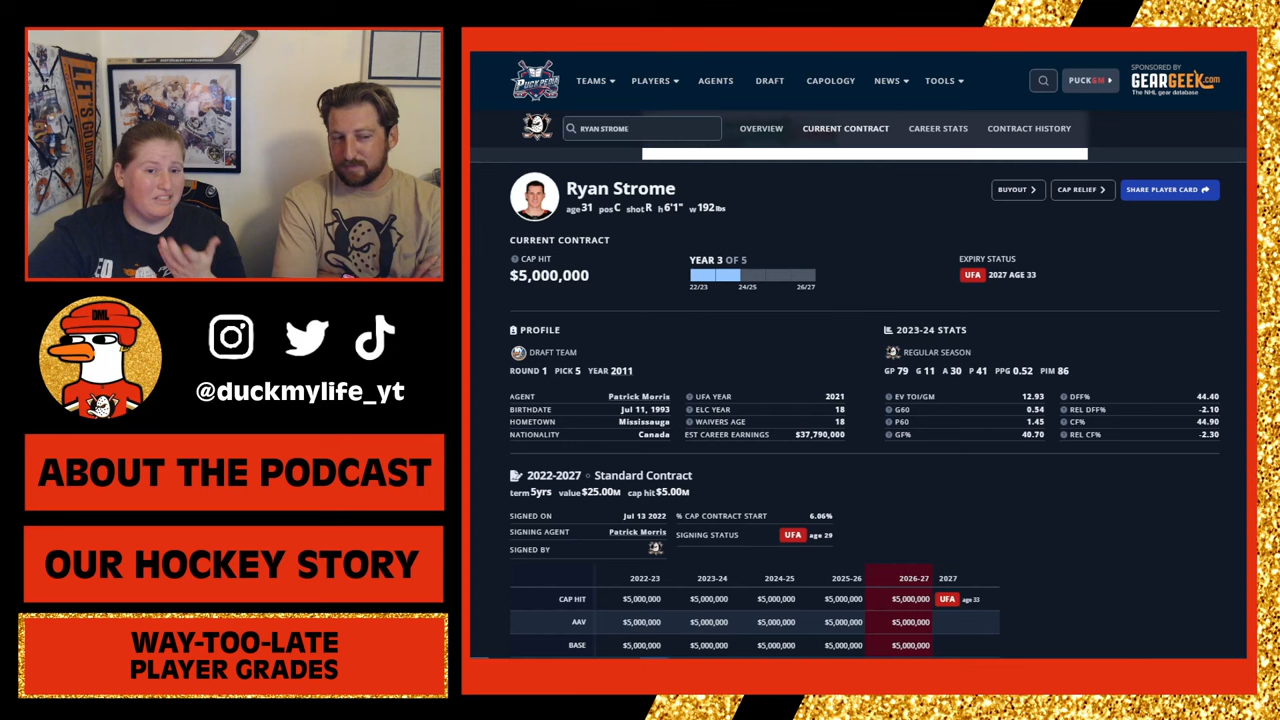 LET'S GO DUCKS
DML
@duckmylife_yt
ABOUT THE PODCAST
OUR HOCKEY STORY
WAY-TOO-LATE
PLAYER GRADES
PUCKPEDIA
TEAMS PLAYERS AGENTS DRAFT CAPOLOGY NEWS TOOLS
PUCKGM
SPONSORED BY
GEARGEEK.com
The NHL gear database
RYAN STROME
OVERVIEW CURRENT CONTRACT CAREER STATS CONTRACT HISTORY
Ryan Strome
age 31 pos C shot R h 6'1" w 192 lbs
BUYOUT CAP RELIEF SHARE PLAYER CARD
CURRENT CONTRACT
CAP HIT
$5,000,000
YEAR 3 OF 5
22/23 24/25 26/27
EXPIRY STATUS
UFA 2027 AGE 33
PROFILE
DRAFT TEAM
ROUND 1 PICK 5 YEAR 2011
AGENT Patrick Morris UFA YEAR 2021
BIRTHDATE Jul 11, 1993 ELC YEAR 18
HOMETOWN Mississauga WAIVERS AGE 18
NATIONALITY Canada EST CAREER EARNINGS $37,790,000
2023-24 STATS
REGULAR SEASON
GP 79 G 11 A 30 P 41 PPG 0.52 PIM 86
EV TOI/GM 12.93 DFF% 44.40
G60 0.54 REL DFF% -2.10
P60 1.45 CF% 44.90
GF% 40.70 REL CF% -2.30
2022-2027 ○ Standard Contract
term 5yrs value $25.00M cap hit $5.00M
SIGNED ON Jul 13 2022 % CAP CONTRACT START 6.06%
SIGNING AGENT Patrick Morris SIGNING STATUS UFA age 29
SIGNED BY
2022-23 2023-24 2024-25 2025-26 2026-27 2027
CAP HIT $5,000,000 $5,000,000 $5,000,000 $5,000,000 $5,000,000 UFA age 33
AAV $5,000,000 $5,000,000 $5,000,000 $5,000,000 $5,000,000
BASE $5,000,000 $5,000,000 $5,000,000 $5,000,000 $5,000,000